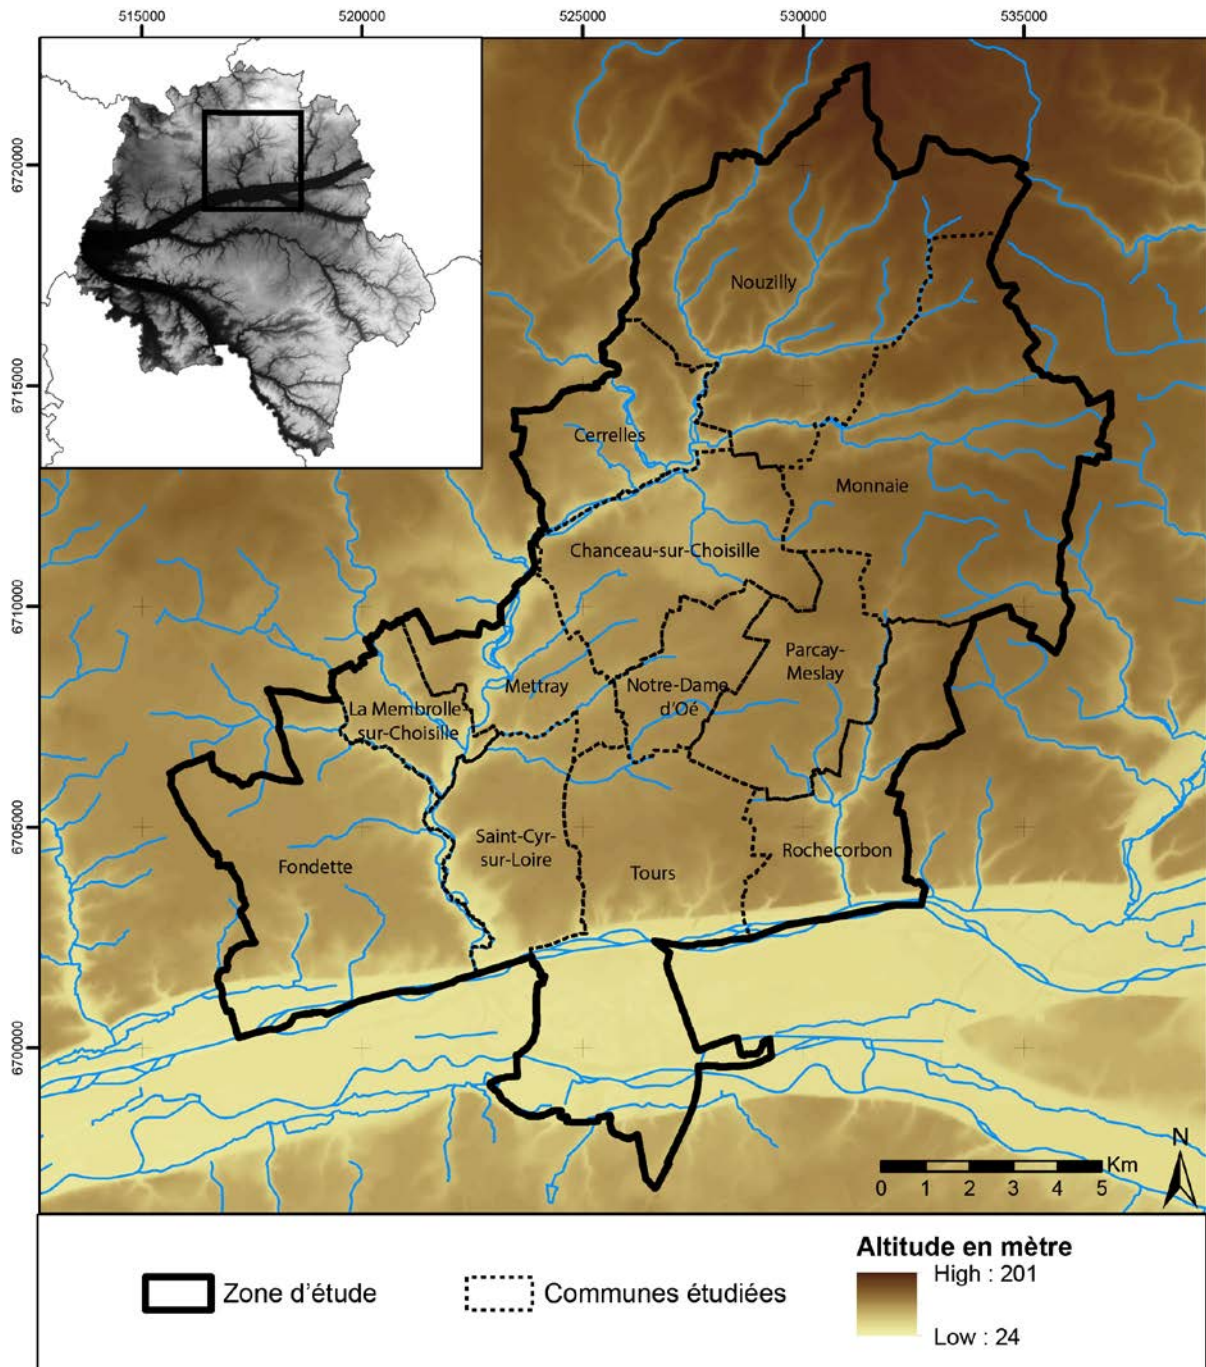 515000 520000 525000 530000 535000
6720000
6715000
6710000
6705000
6700000
Nouzilly
Cerrelles
Monnaie
Chanceau-sur-Choisille
Parcay-
Meslay
Mettray
Notre-Dame
d'Oé
La Membrolle-
sur-Choisille
Saint-Cyr-
sur-Loire
Fondette
Tours
Rochecorbon
N
Km
0 1 2 3 4 5
Zone d'étude
Communes étudiées
Altitude en mètre
High : 201
Low : 24